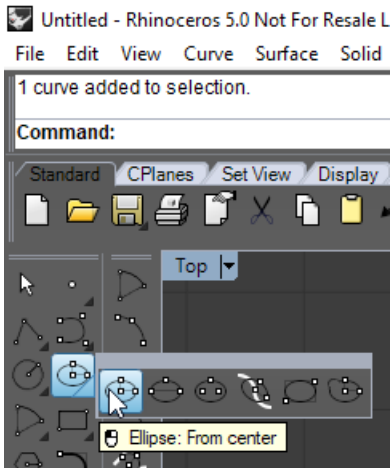 Untitled - Rhinoceros 5.0 Not For Resale L
File Edit View Curve Surface Solid
1 curve added to selection.
Command:
Standard CPlanes Set View Display
Top
Ellipse: From center